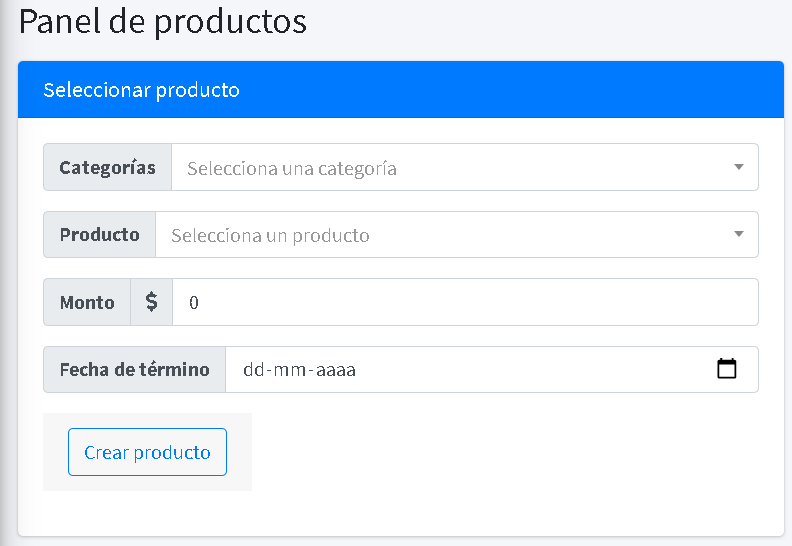 Panel de productos
Seleccionar producto
Categorías Selecciona una categoría
Producto Selecciona un producto
Monto $ 0
Fecha de término dd-mm-aaaa
Crear producto